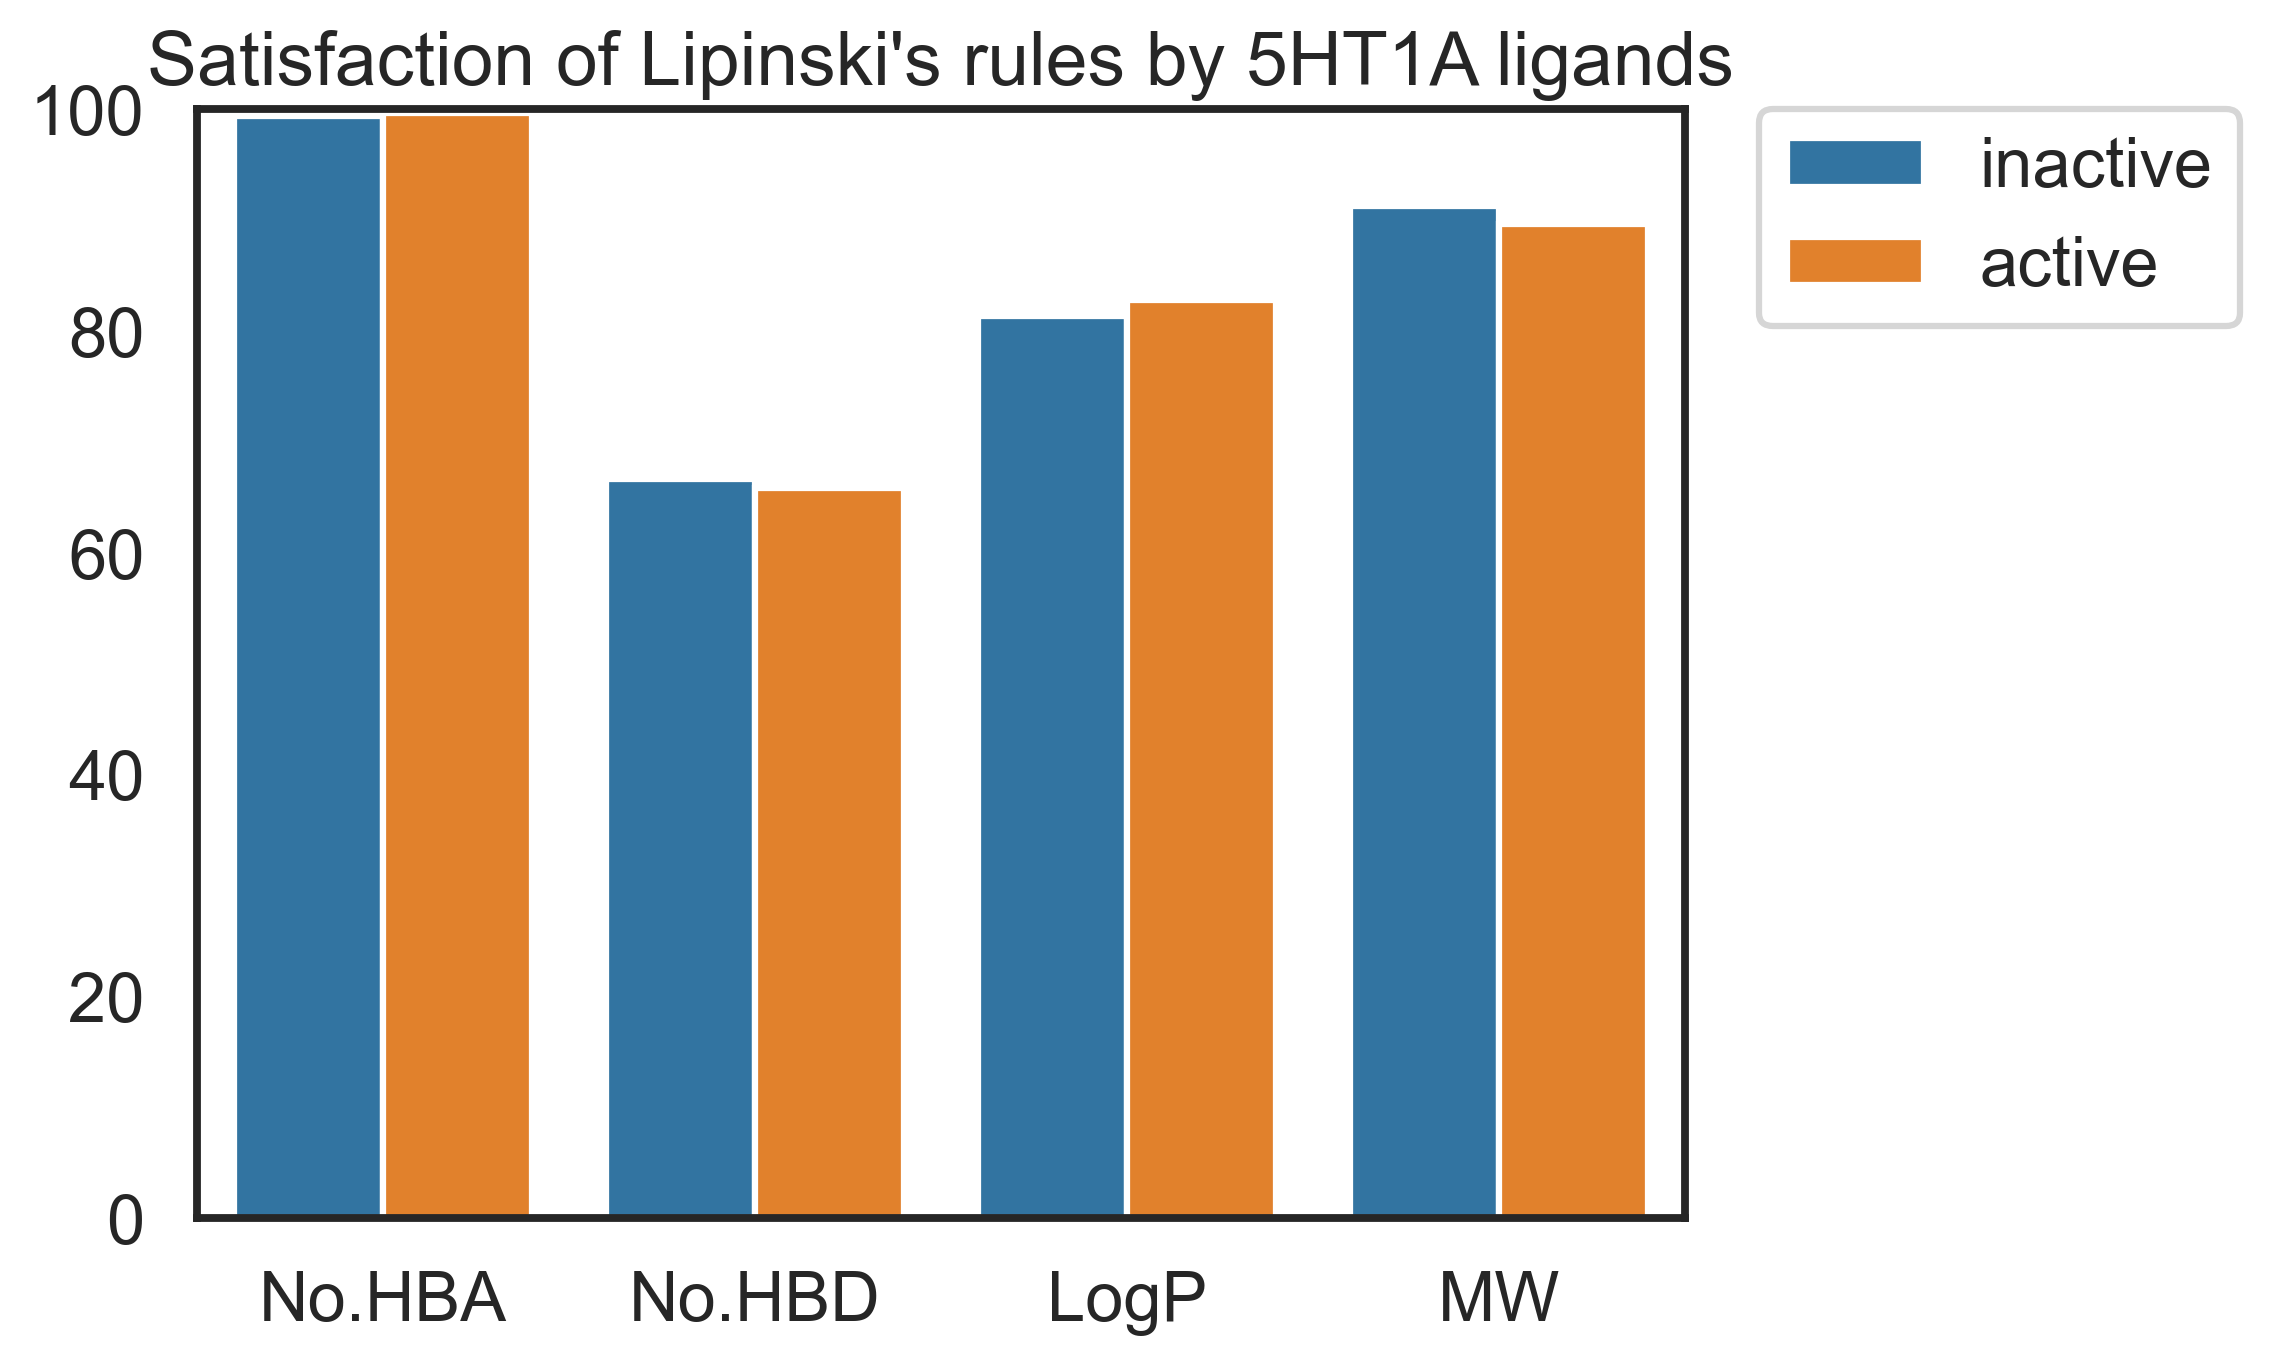 Satisfaction of Lipinski's rules by 5HT1A ligands
100
80
60
40
20
0
No.HBA No.HBD LogP MW
inactive
active